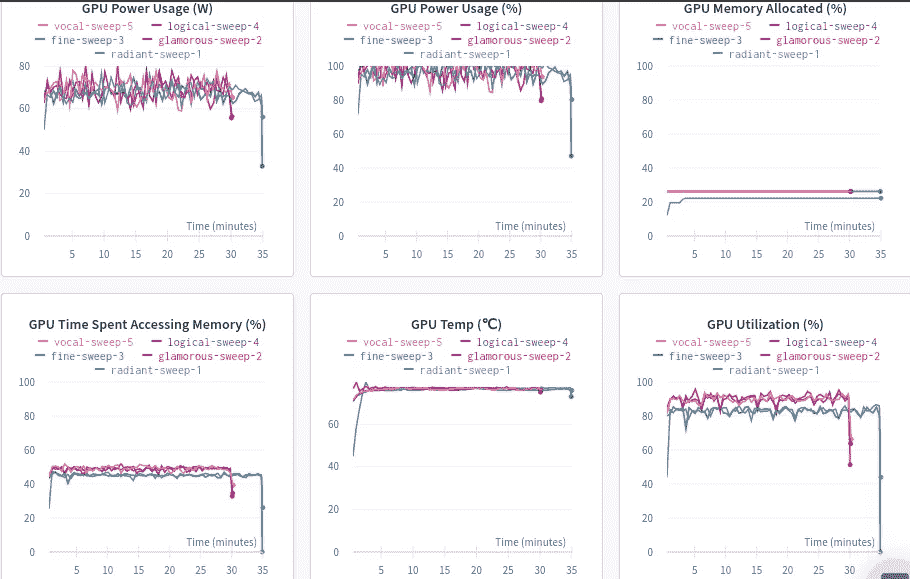 GPU Power Usage (W)
vocal-sweep-5 logical-sweep-4
fine-sweep-3 glamorous-sweep-2
radiant-sweep-1
80
60
40
20
0
Time (minutes)
5 10 15 20 25 30 35
GPU Power Usage (%)
vocal-sweep-5 logical-sweep-4
fine-sweep-3 glamorous-sweep-2
radiant-sweep-1
100
80
60
40
20
0
Time (minutes)
5 10 15 20 25 30 35
GPU Memory Allocated (%)
vocal-sweep-5 logical-sweep-4
fine-sweep-3 glamorous-sweep-2
radiant-sweep-1
100
80
60
40
20
0
Time (minutes)
5 10 15 20 25 30 35
GPU Time Spent Accessing Memory (%)
vocal-sweep-5 logical-sweep-4
fine-sweep-3 glamorous-sweep-2
radiant-sweep-1
100
80
60
40
20
0
Time (minutes)
5 10 15 20 25 30 35
GPU Temp (℃)
vocal-sweep-5 logical-sweep-4
fine-sweep-3 glamorous-sweep-2
radiant-sweep-1
60
40
20
0
Time (minutes)
5 10 15 20 25 30 35
GPU Utilization (%)
vocal-sweep-5 logical-sweep-4
fine-sweep-3 glamorous-sweep-2
radiant-sweep-1
100
80
60
40
20
0
Time (minutes)
5 10 15 20 25 30 35